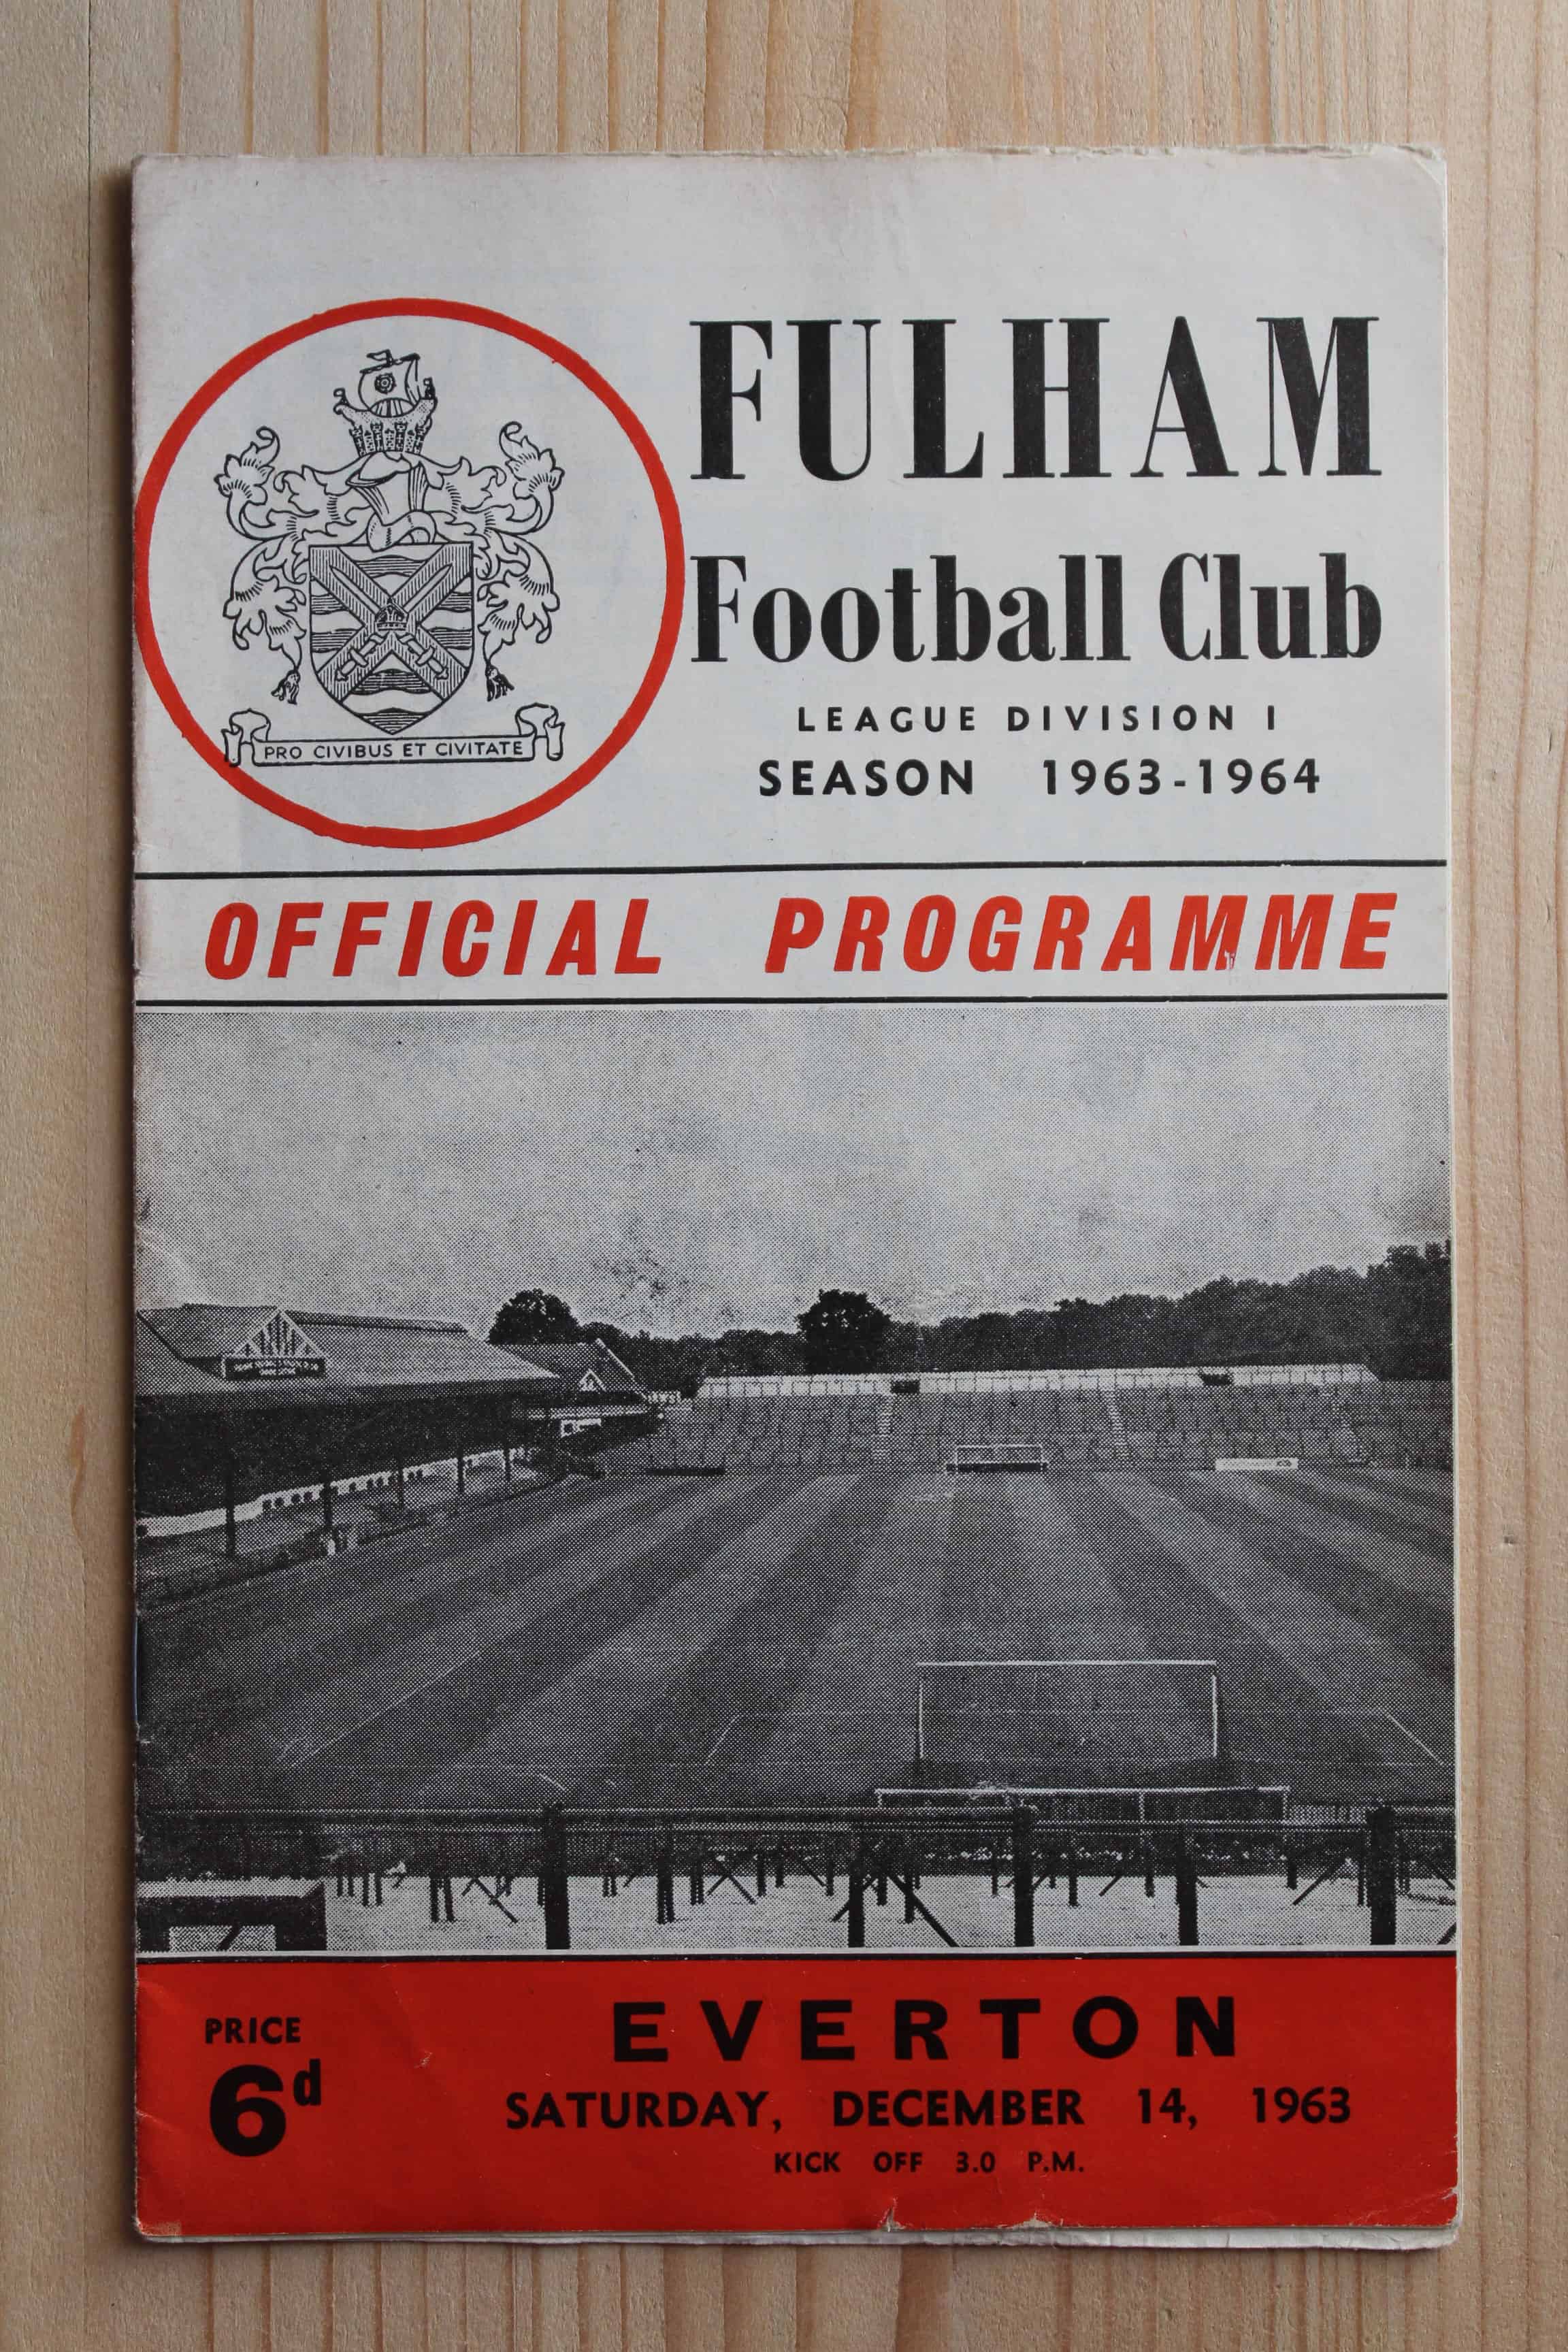 FULHAM
Football Club
LEAGUE DIVISION I
SEASON 1963-1964
PRO CIVIBUS ET CIVITATE
OFFICIAL PROGRAMME
PRICE
6d
EVERTON
SATURDAY, DECEMBER 14, 1963
KICK OFF 3.0 P.M.